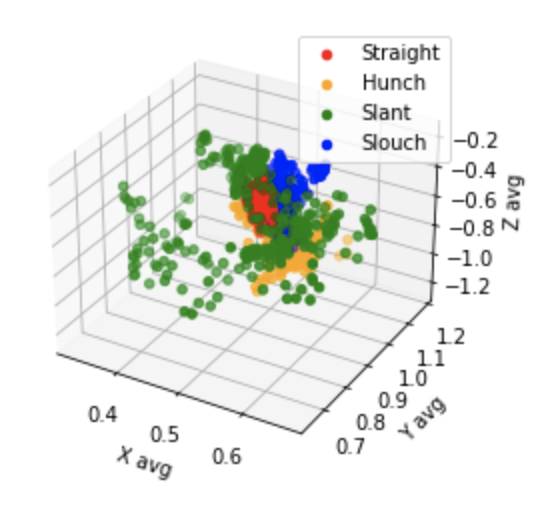 Straight
Hunch
Slant
Slouch
−0.2
−0.4
−0.6
−0.8
−1.0
−1.2
Z avg
1.2
1.1
1.0
0.9
0.8
0.7
Y avg
0.4
0.5
0.6
X avg